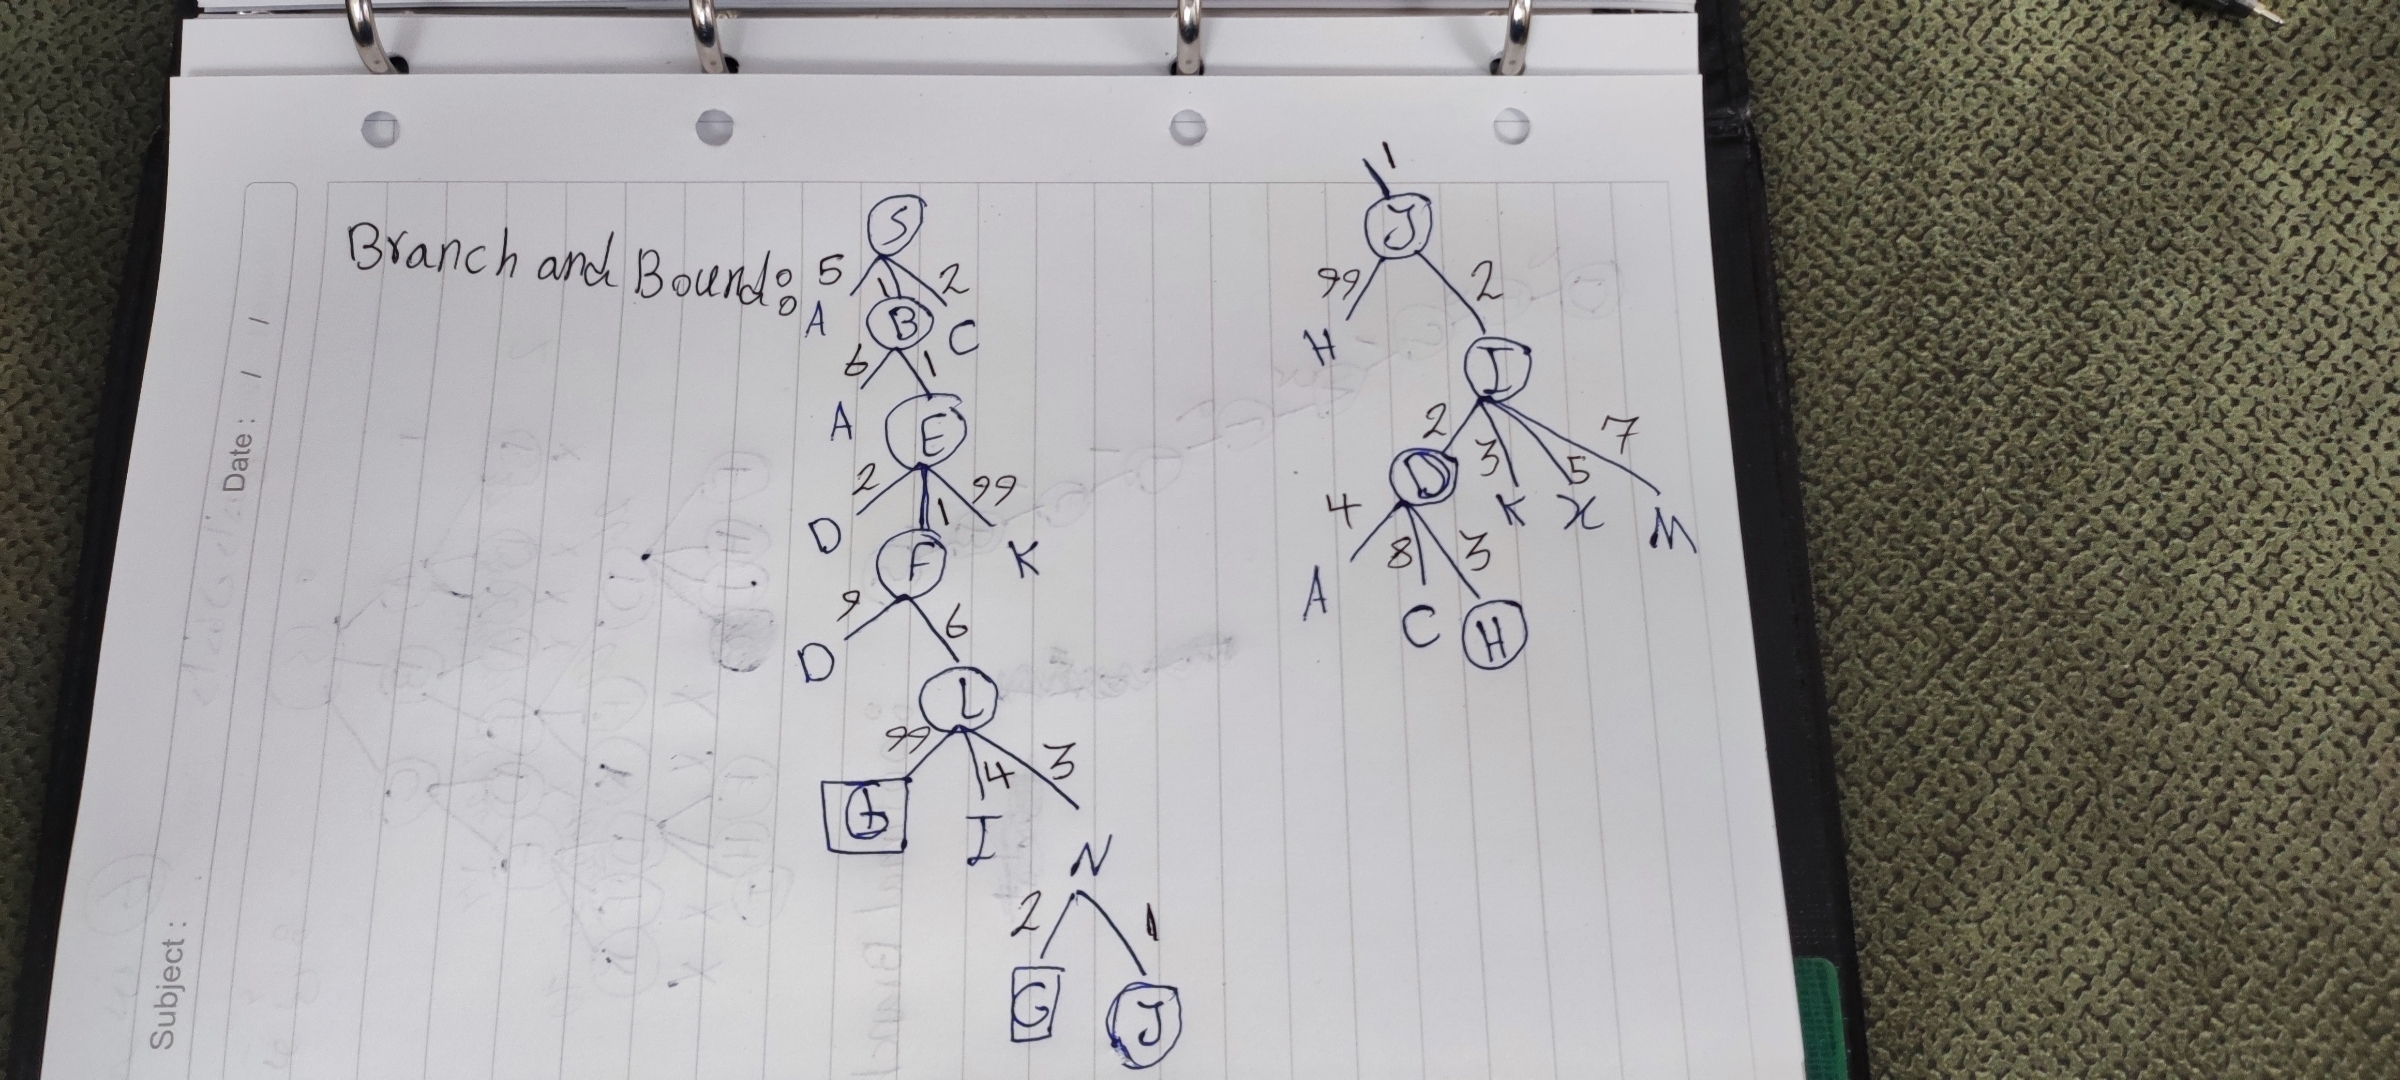 Branch and Bound:
S
5 1 2
A B C
6 1
A E
2 1 99
D F K
9 6
D L
99 4 3
G I N
2 1
G J
1
J
99 2
H I
2 3 5 7
D K X M
4 8 3
A C H
Date: / /
Subject: